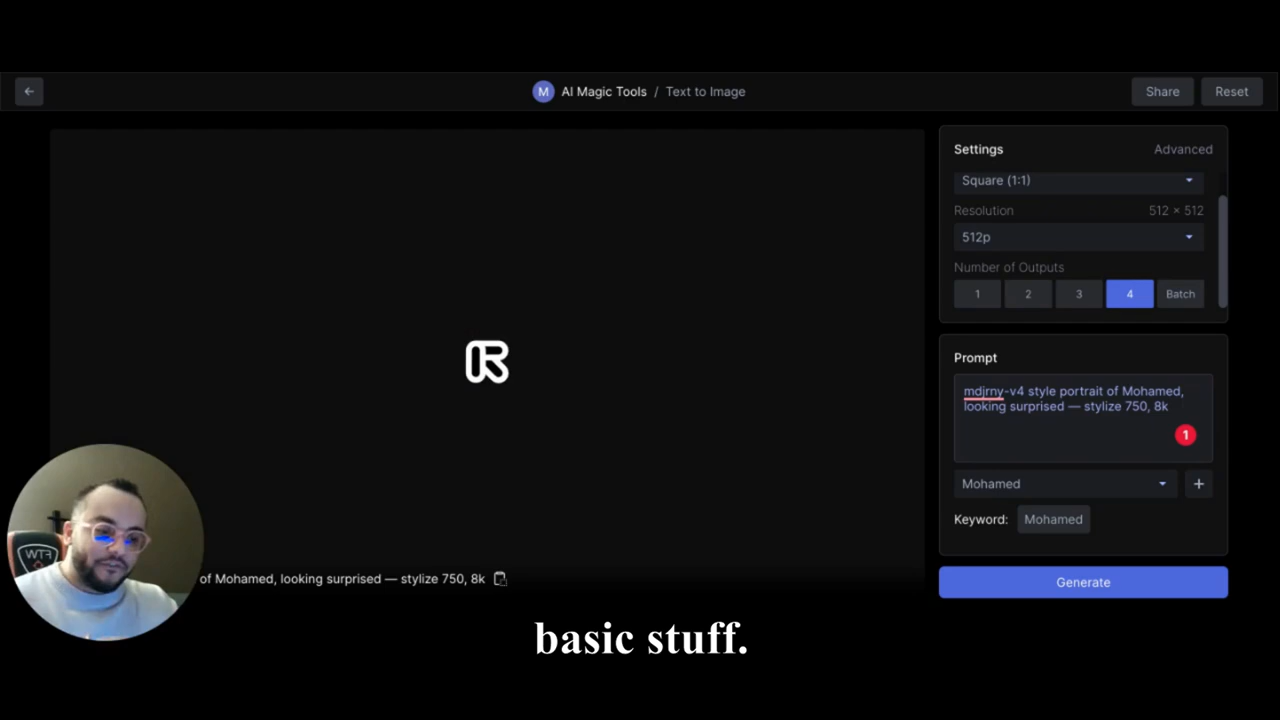 M AI Magic Tools / Text to Image
Share
Reset
Settings
Advanced
Square (1:1)
Resolution
512 × 512
512p
Number of Outputs
1
2
3
4
Batch
Prompt
mdjrny-v4 style portrait of Mohamed,
looking surprised — stylize 750, 8k
1
Mohamed
+
Keyword:
Mohamed
Generate
FTW
of Mohamed, looking surprised — stylize 750, 8k
basic stuff.